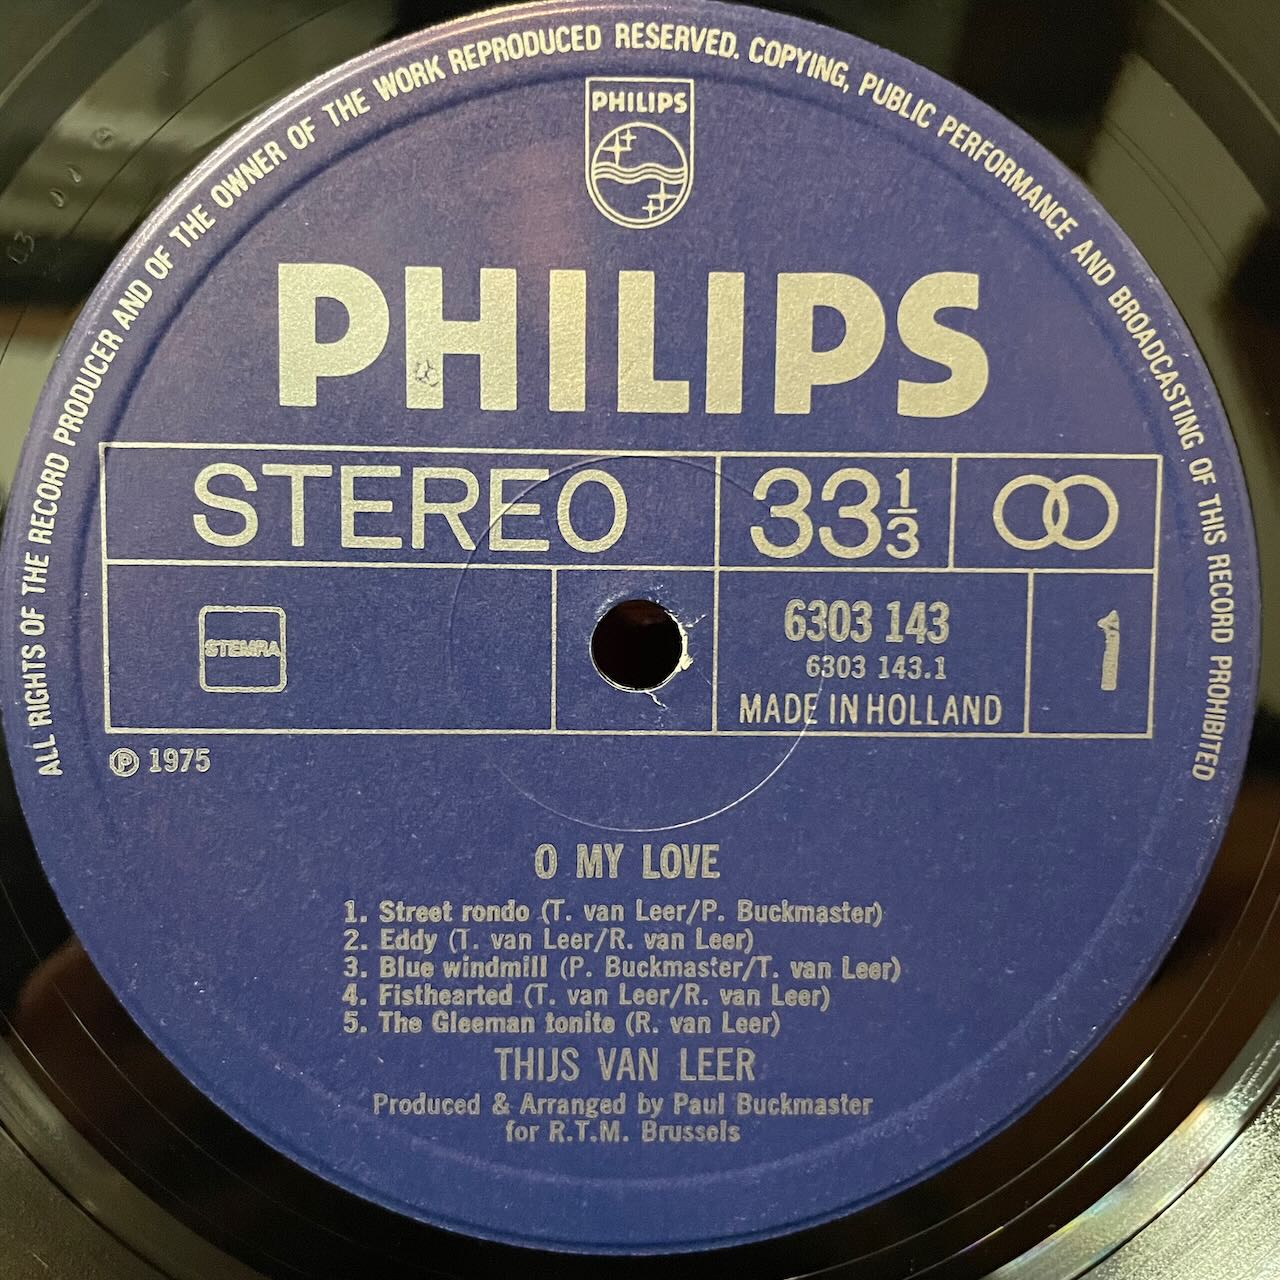 ALL RIGHTS OF THE RECORD PRODUCER AND OF THE OWNER OF THE WORK REPRODUCED RESERVED. COPYING, PUBLIC PERFORMANCE AND BROADCASTING OF THIS RECORD PROHIBITED
PHILIPS
PHILIPS
STEREO
33 1/3
STEMRA
6303 143
6303 143.1
MADE IN HOLLAND
1
℗ 1975
O MY LOVE
1. Street rondo (T. van Leer/P. Buckmaster)
2. Eddy (T. van Leer/R. van Leer)
3. Blue windmill (P. Buckmaster/T. van Leer)
4. Fisthearted (T. van Leer/R. van Leer)
5. The Gleeman tonite (R. van Leer)
THIJS VAN LEER
Produced & Arranged by Paul Buckmaster
for R.T.M. Brussels